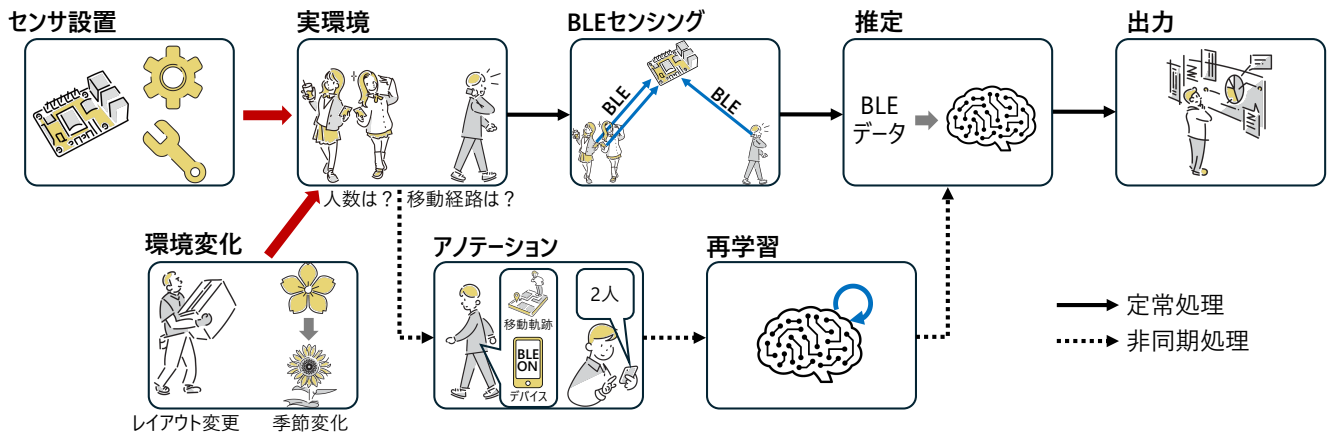 センサ設置
実環境
BLEセンシング
推定
出力
BLE
BLE
BLE
データ
人数は？
移動経路は？
環境変化
アノテーション
再学習
移動軌跡
BLE
ON
デバイス
2人
定常処理
非同期処理
レイアウト変更
季節変化